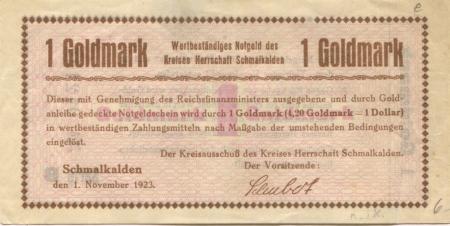 e
1 Goldmark Wertbeständiges Notgeld des 1 Goldmark
Kreises Herrschaft Schmalkalden
Dieser mit Genehmigung des Reichsfinanzministers ausgegebene und durch Gold-
anleihe gedeckte Notgeldschein wird durch 1 Goldmark (4,20 Goldmark = 1 Dollar)
in wertbeständigen Zahlungsmitteln nach Maßgabe der umstehenden Bedingungen
eingelöst.
Der Kreisausschuß des Kreises Herrschaft Schmalkalden.
Schmalkalden Der Vorsitzende:
den 1. November 1923.
6